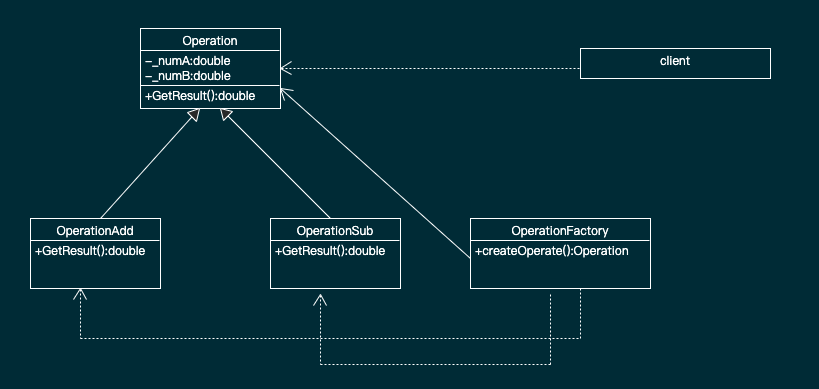 Operation
−_numA:double
−_numB:double
+GetResult():double
client
OperationAdd
+GetResult():double
OperationSub
+GetResult():double
OperationFactory
+createOperate():Operation